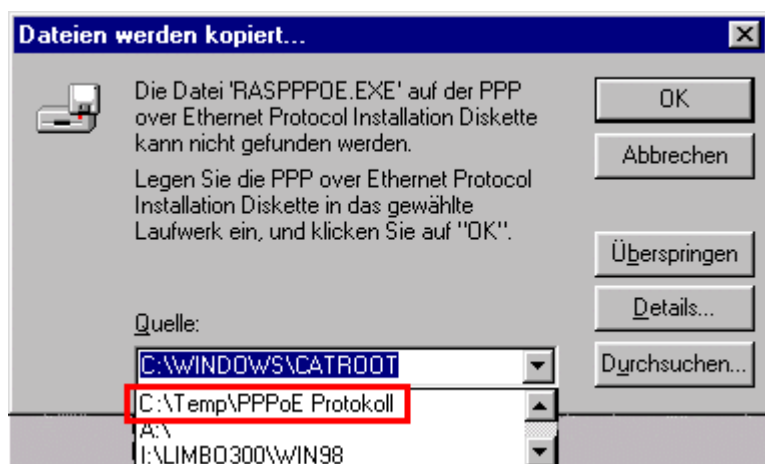 Dateien werden kopiert...
Die Datei 'RASPPPOE.EXE' auf der PPP
over Ethernet Protocol Installation Diskette
kann nicht gefunden werden.
Legen Sie die PPP over Ethernet Protocol
Installation Diskette in das gewählte
Laufwerk ein, und klicken Sie auf "OK".
Quelle:
C:\WINDOWS\CATROOT
C:\Temp\PPPoE Protokoll
A:\
I:\LIMBO300\WIN98
OK
Abbrechen
Überspringen
Details...
Durchsuchen...